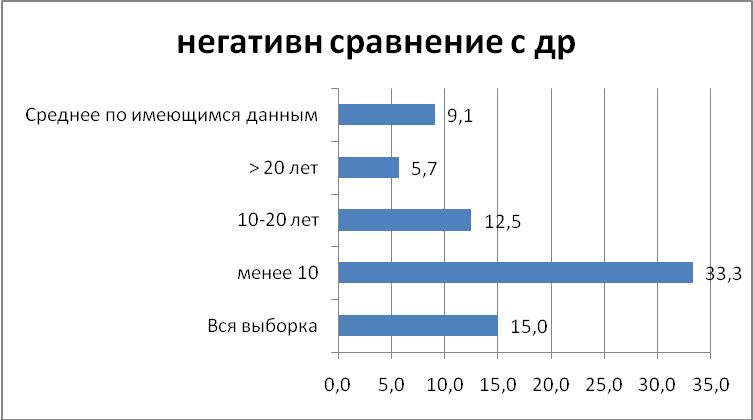 негативн сравнение с др
Среднее по имеющимся данным 9,1
> 20 лет 5,7
10-20 лет 12,5
менее 10 33,3
Вся выборка 15,0
0,0 5,0 10,0 15,0 20,0 25,0 30,0 35,0